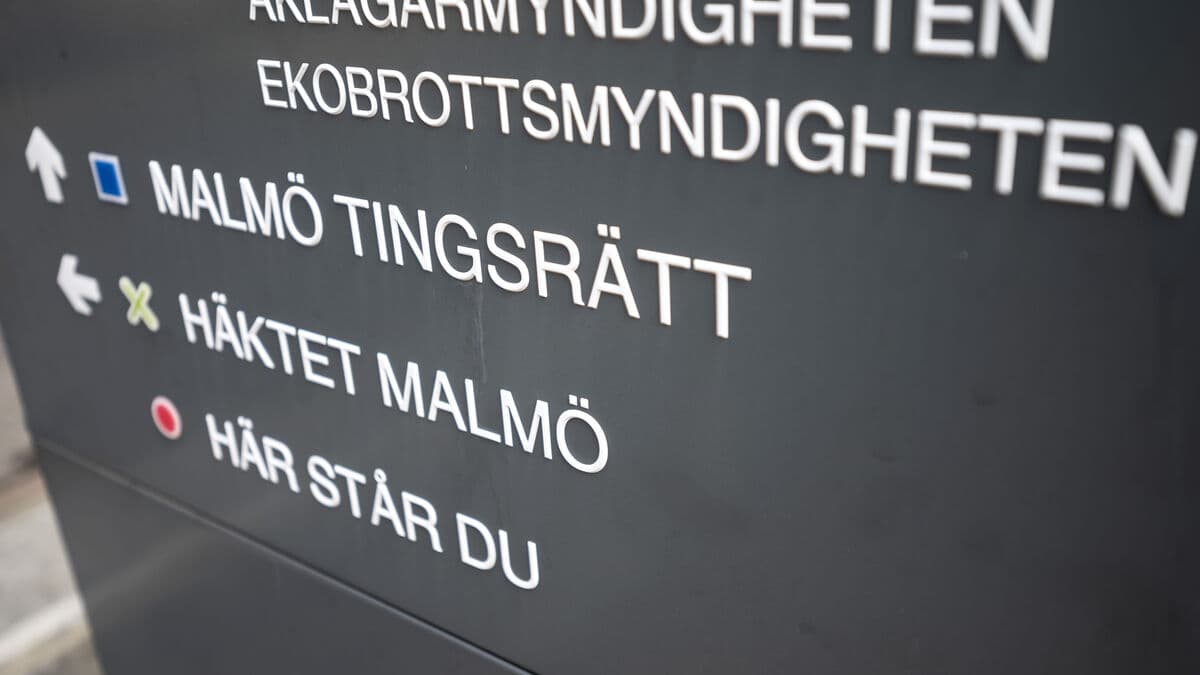 ÅKLAGARMYNDIGHETEN
EKOBROTTSMYNDIGHETEN
MALMÖ TINGSRÄTT
HÄKTET MALMÖ
HÄR STÅR DU